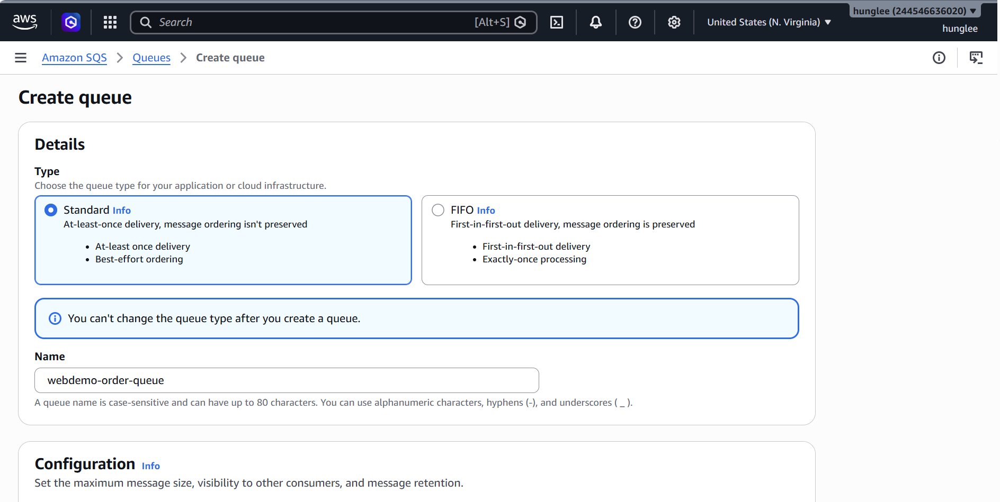 aws
Search
[Alt+S]
United States (N. Virginia) ▼
hunglee (244546636020) ▼
hunglee
Amazon SQS > Queues > Create queue
Create queue
Details
Type
Choose the queue type for your application or cloud infrastructure.
Standard Info
At-least-once delivery, message ordering isn't preserved
• At-least once delivery
• Best-effort ordering
FIFO Info
First-in-first-out delivery, message ordering is preserved
• First-in-first-out delivery
• Exactly-once processing
You can't change the queue type after you create a queue.
Name
webdemo-order-queue
A queue name is case-sensitive and can have up to 80 characters. You can use alphanumeric characters, hyphens (-), and underscores ( _ ).
Configuration Info
Set the maximum message size, visibility to other consumers, and message retention.